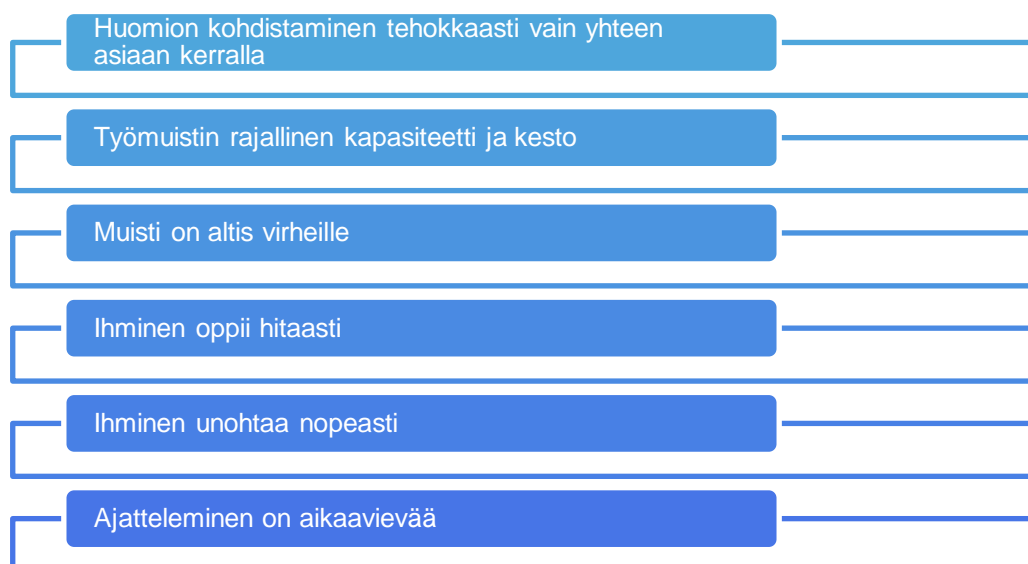 Huomion kohdistaminen tehokkaasti vain yhteen
asiaan kerralla
Työmuistin rajallinen kapasiteetti ja kesto
Muisti on altis virheille
Ihminen oppii hitaasti
Ihminen unohtaa nopeasti
Ajatteleminen on aikaavievää